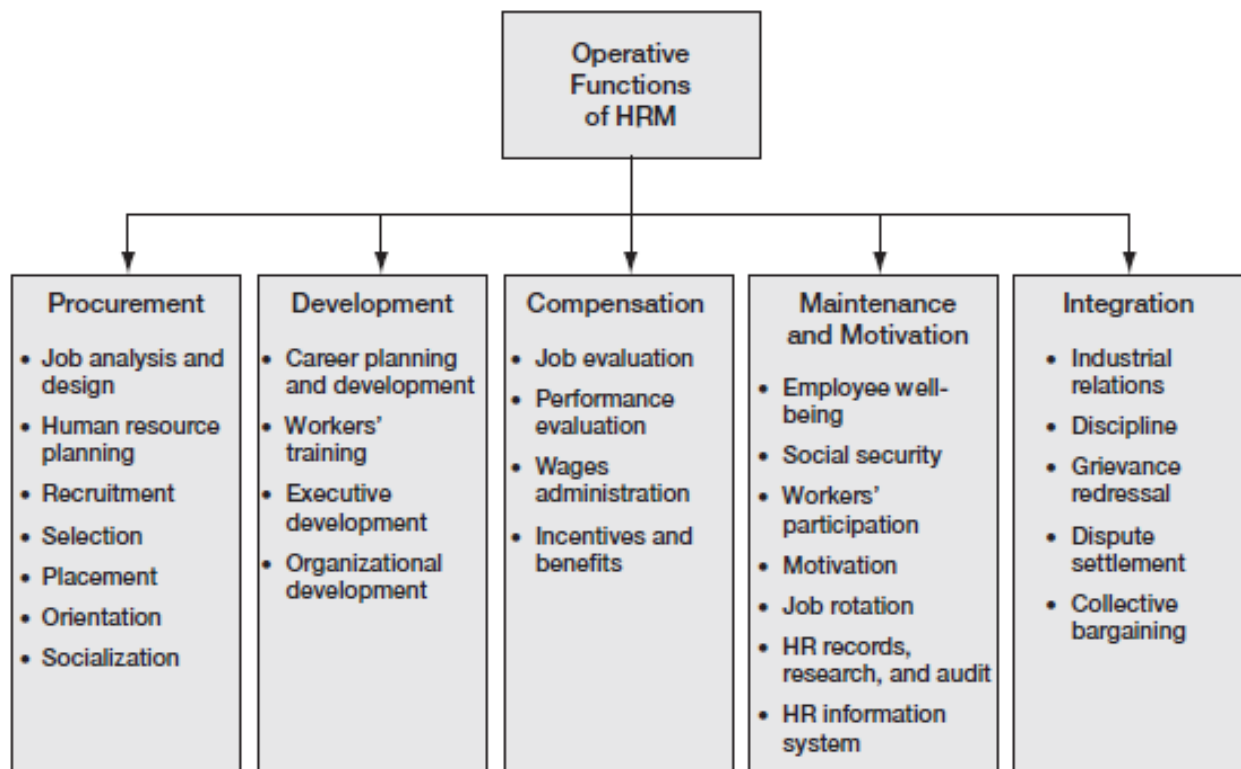 Operative
Functions
of HRM
Procurement
• Job analysis and
design
• Human resource
planning
• Recruitment
• Selection
• Placement
• Orientation
• Socialization
Development
• Career planning
and development
• Workers’
training
• Executive
development
• Organizational
development
Compensation
• Job evaluation
• Performance
evaluation
• Wages
administration
• Incentives and
benefits
Maintenance
and Motivation
• Employee well-
being
• Social security
• Workers’
participation
• Motivation
• Job rotation
• HR records,
research, and audit
• HR information
system
Integration
• Industrial
relations
• Discipline
• Grievance
redressal
• Dispute
settlement
• Collective
bargaining